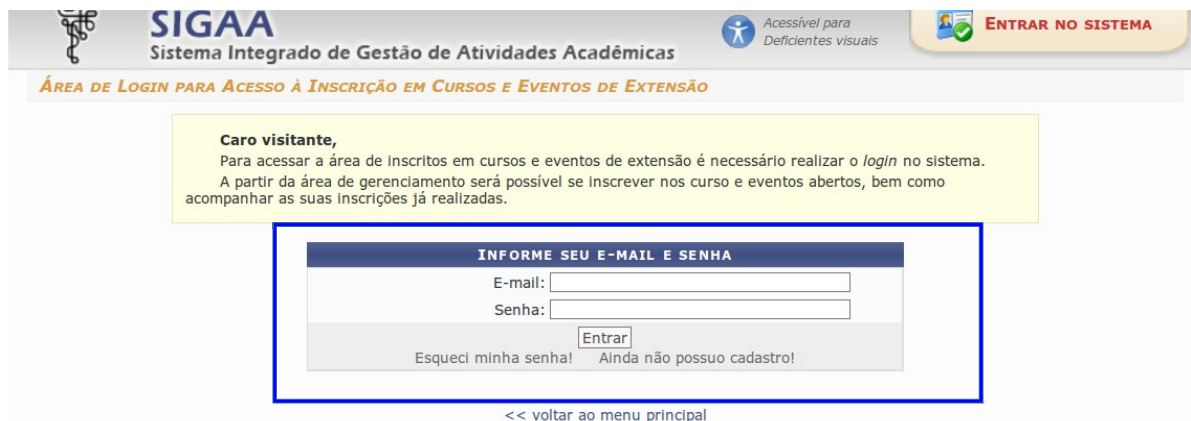 SIGAA
Sistema Integrado de Gestão de Atividades Acadêmicas
Acessível para
Deficientes visuais
ENTRAR NO SISTEMA
ÁREA DE LOGIN PARA ACESSO À INSCRIÇÃO EM CURSOS E EVENTOS DE EXTENSÃO
Caro visitante,
Para acessar a área de inscritos em cursos e eventos de extensão é necessário realizar o login no sistema.
A partir da área de gerenciamento será possível se inscrever nos curso e eventos abertos, bem como
acompanhar as suas inscrições já realizadas.
INFORME SEU E-MAIL E SENHA
E-mail:
Senha:
Entrar
Esqueci minha senha! Ainda não possuo cadastro!
<< voltar ao menu principal